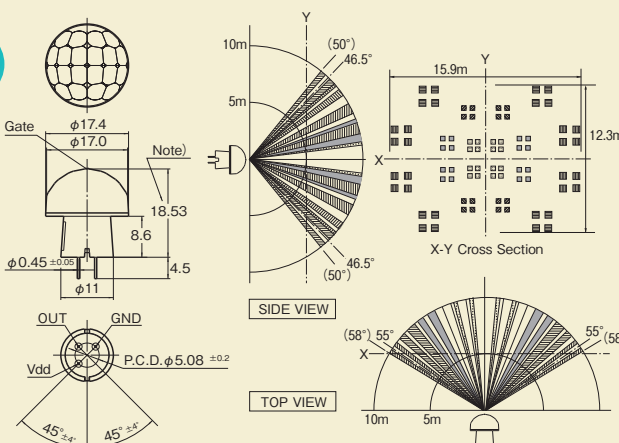 Gate
φ17.4
φ17.0
Note)
18.53
8.6
4.5
φ0.45 ±0.05
φ11
OUT
GND
Vdd
P.C.D.φ5.08 ±0.2
45°±4°
45°±4°
Y
10m
(50°)
46.5°
5m
46.5°
(50°)
SIDE VIEW
Y
15.9m
12.3m
X
X-Y Cross Section
(58°) 55°
55°
(58
X
10m
5m
TOP VIEW